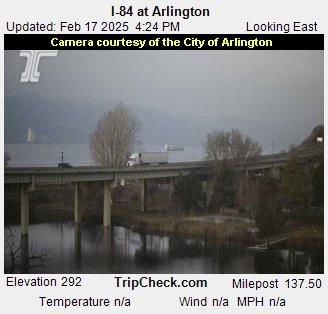 I-84 at Arlington
Updated: Feb 17 2025 4:24 PM Looking East
Camera courtesy of the City of Arlington
Elevation 292 TripCheck.com Milepost 137.50
Temperature n/a Wind n/a MPH n/a